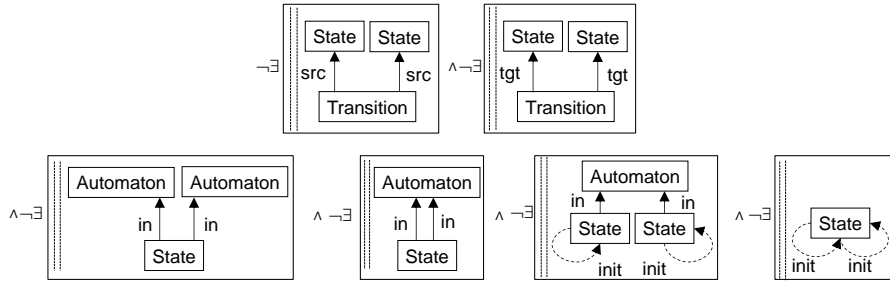 State State State State
¬∃ src src ∧¬∃ tgt tgt
Transition Transition
Automaton Automaton Automaton Automaton
∧¬∃ in in ∧ ¬∃ in in ∧ ¬∃ in in ∧ ¬∃
State State State State State
init init init init